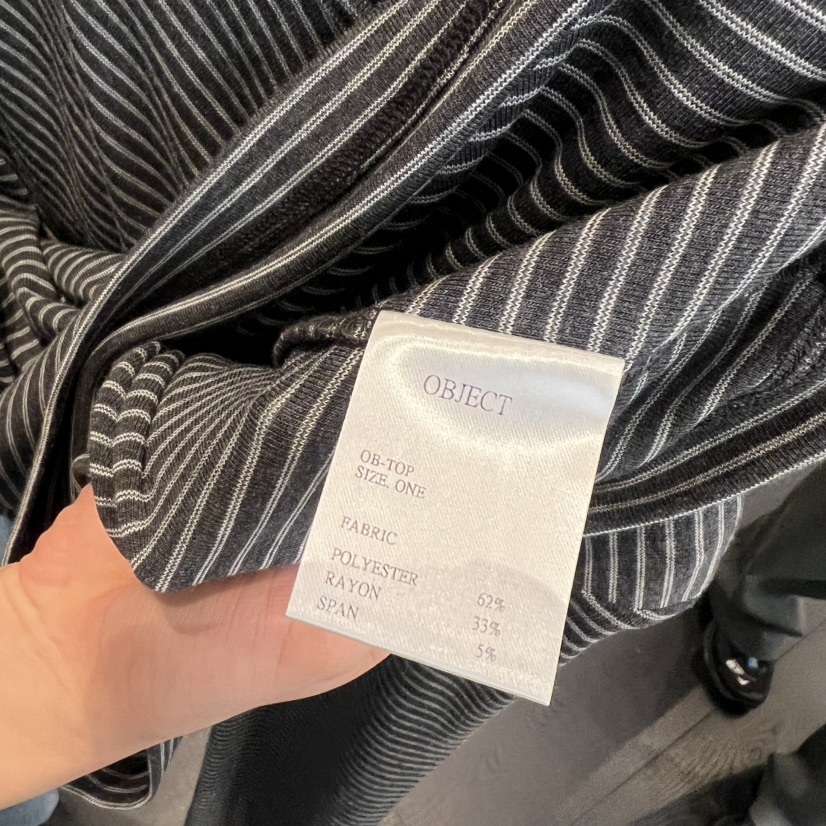 OBJECT
OB-TOP
SIZE. ONE
FABRIC
POLYESTER 62%
RAYON 33%
SPAN 5%